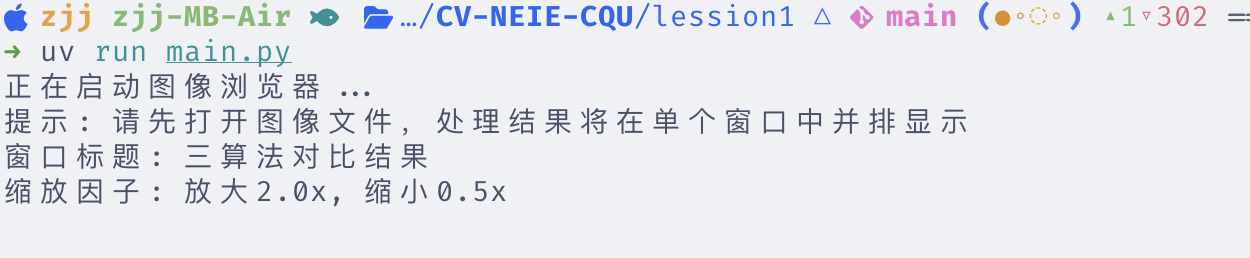 zjj zjj-MB-Air …/CV-NEIE-CQU/lession1 △ main (●∘◌∘) ▴1▿302
➜ uv run main.py
正在启动图像浏览器 ...
提示: 请先打开图像文件, 处理结果将在单个窗口中并排显示
窗口标题: 三算法对比结果
缩放因子: 放大2.0x, 缩小0.5x